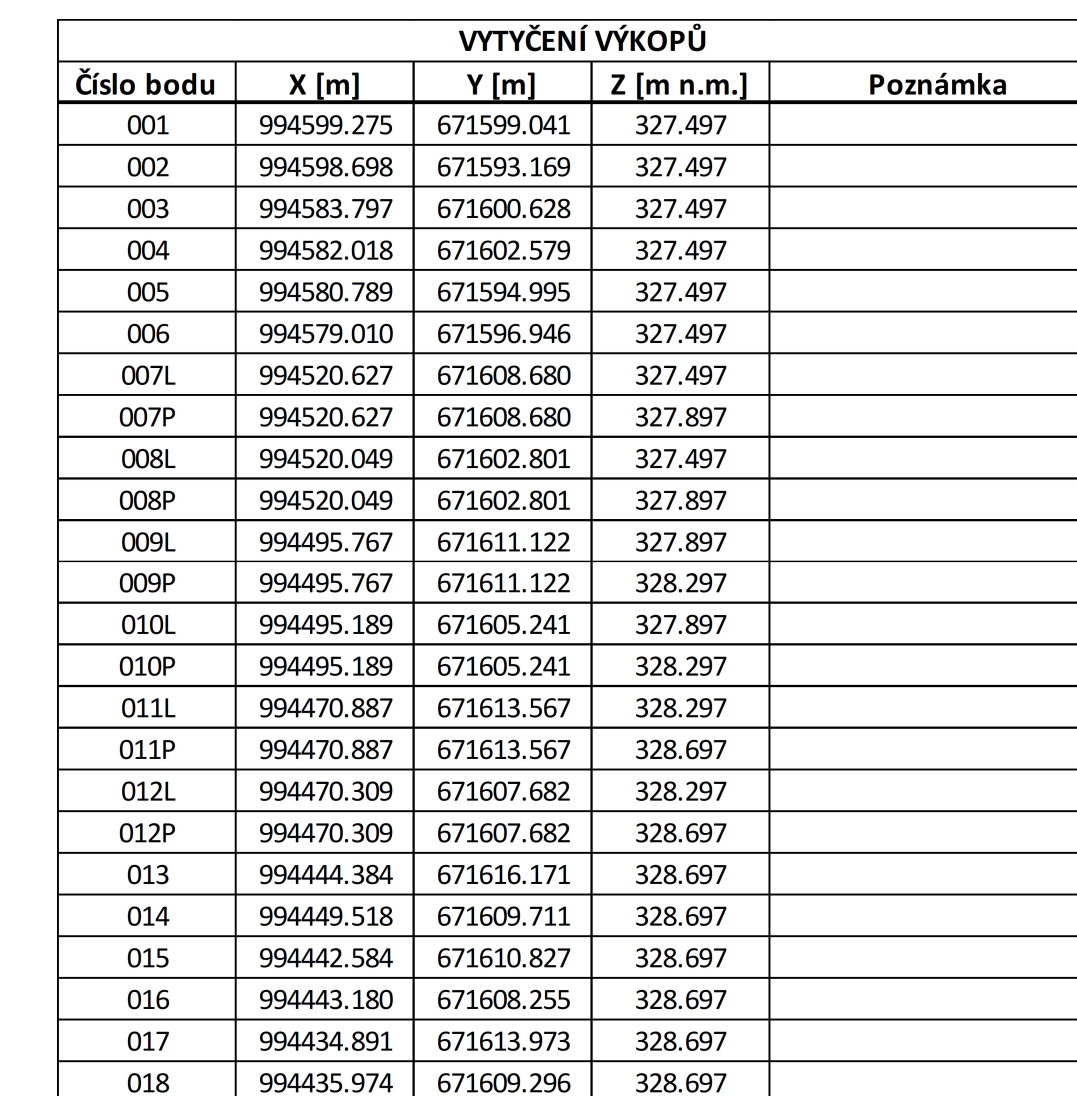 VYTYČENÍ VÝKOPŮ
Číslo bodu X [m] Y [m] Z [m n.m.] Poznámka
001 994599.275 671599.041 327.497
002 994598.698 671593.169 327.497
003 994583.797 671600.628 327.497
004 994582.018 671602.579 327.497
005 994580.789 671594.995 327.497
006 994579.010 671596.946 327.497
007L 994520.627 671608.680 327.497
007P 994520.627 671608.680 327.897
008L 994520.049 671602.801 327.497
008P 994520.049 671602.801 327.897
009L 994495.767 671611.122 327.897
009P 994495.767 671611.122 328.297
010L 994495.189 671605.241 327.897
010P 994495.189 671605.241 328.297
011L 994470.887 671613.567 328.297
011P 994470.887 671613.567 328.697
012L 994470.309 671607.682 328.297
012P 994470.309 671607.682 328.697
013 994444.384 671616.171 328.697
014 994449.518 671609.711 328.697
015 994442.584 671610.827 328.697
016 994443.180 671608.255 328.697
017 994434.891 671613.973 328.697
018 994435.974 671609.296 328.697